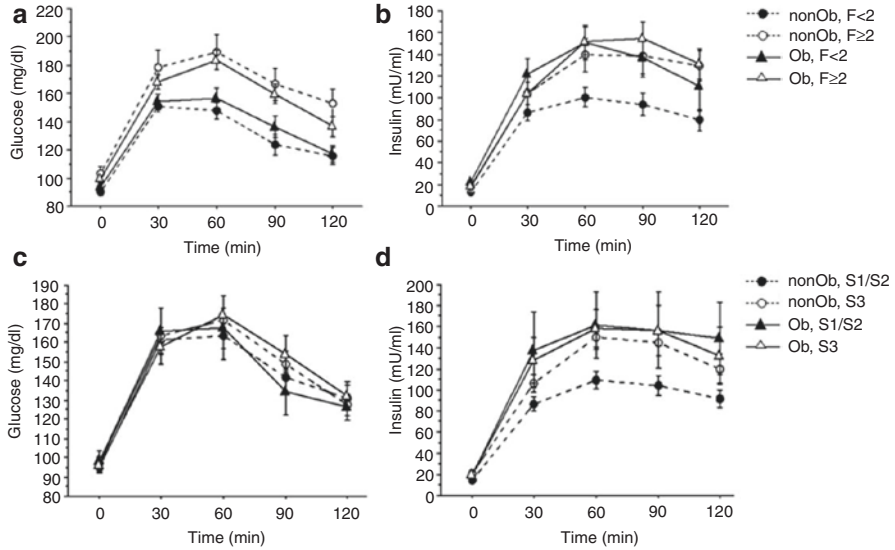 a
Glucose (mg/dl)
220
200
180
160
140
120
100
80
0 30 60 90 120
Time (min)
b
Insulin (mU/ml)
180
160
140
120
100
80
60
40
20
0
0 30 60 90 120
Time (min)
nonOb, F<2
nonOb, F≥2
Ob, F<2
Ob, F≥2
c
Glucose (mg/dl)
190
180
170
160
150
140
130
120
110
100
90
80
0 30 60 90 120
Time (min)
d
Insulin (mU/ml)
200
180
160
140
120
100
80
60
40
20
0
0 30 60 90 120
Time (min)
nonOb, S1/S2
nonOb, S3
Ob, S1/S2
Ob, S3